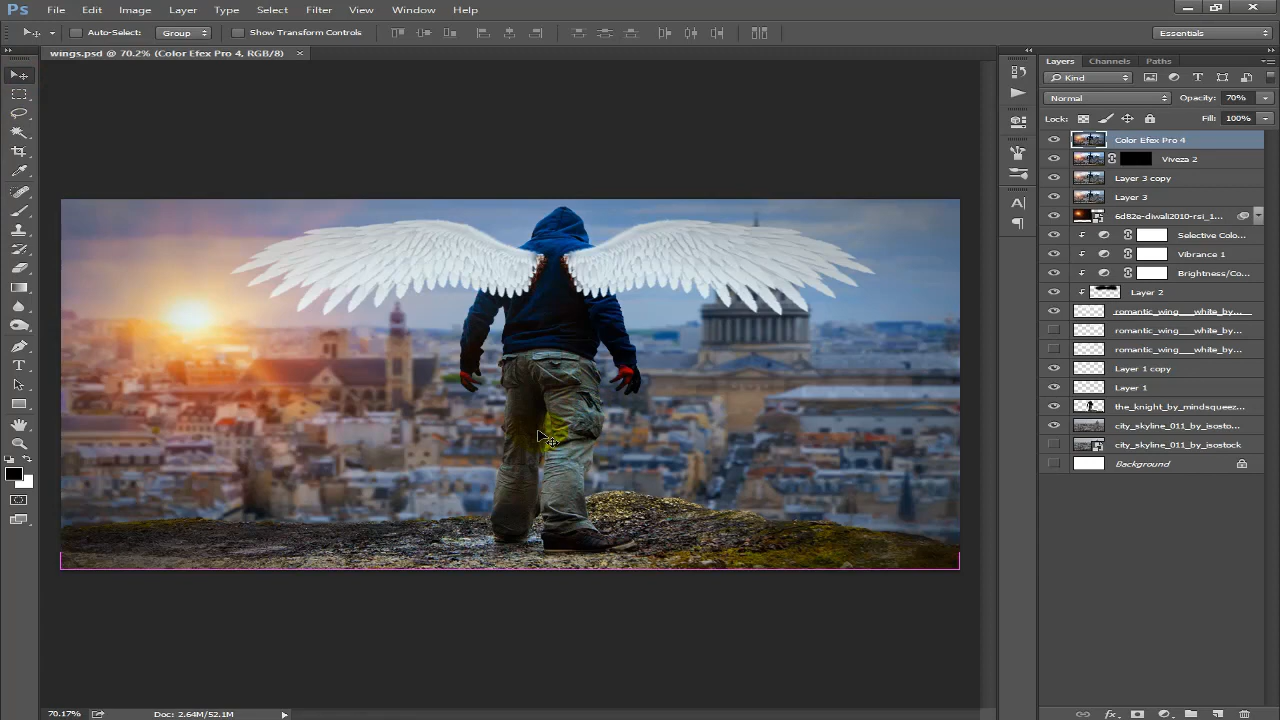 Ps File Edit Image Layer Type Select Filter View Window Help
Auto-Select: Group Show Transform Controls Essentials
wings.psd @ 70.2% (Color Efex Pro 4, RGB/8) ×
Layers Channels Paths
Kind
Normal Opacity: 70%
Lock: Fill: 100%
Color Efex Pro 4
Viveza 2
Layer 3 copy
Layer 3
6d82e-diwali2010-rsi_1...
Selective Colo...
Vibrance 1
Brightness/Co...
Layer 2
romantic_wing___white_by...
romantic_wing___white_by...
romantic_wing___white_by...
Layer 1 copy
Layer 1
the_knight_by_mindsqueez...
city_skyline_011_by_isosto...
city_skyline_011_by_isostock
Background
70.17% Doc: 2.64M/52.1M